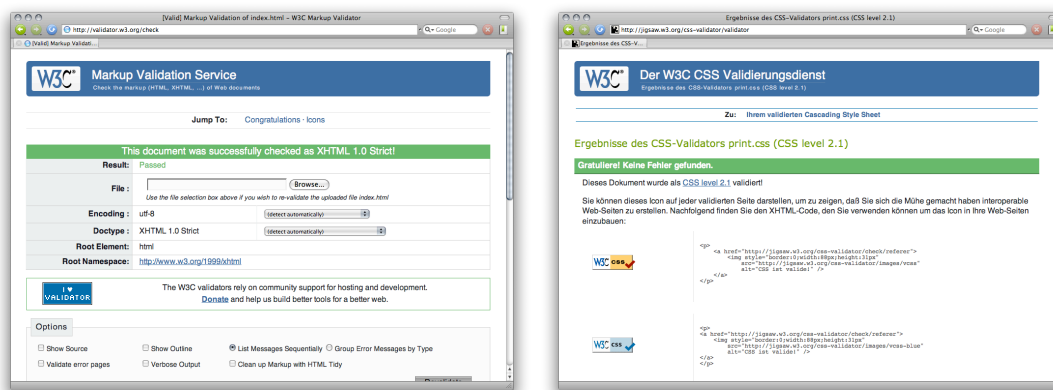 [Valid] Markup Validation of index.html - W3C Markup Validator
http://validator.w3.org/check
Google
[Valid] Markup Validati...
W3C®
Markup Validation Service
Check the markup (HTML, XHTML, ...) of Web documents
Jump To: Congratulations · Icons
This document was successfully checked as XHTML 1.0 Strict!
Result: Passed
File : Browse...
Use the file selection box above if you wish to re-validate the uploaded file index.html
Encoding : utf-8 (detect automatically)
Doctype : XHTML 1.0 Strict (detect automatically)
Root Element: html
Root Namespace: http://www.w3.org/1999/xhtml
I ♥
VALIDATOR
The W3C validators rely on community support for hosting and development.
Donate and help us build better tools for a better web.
Options
Show Source Show Outline List Messages Sequentially Group Error Messages by Type
Validate error pages Verbose Output Clean up Markup with HTML Tidy
Ergebnisse des CSS-Validators print.css (CSS level 2.1)
http://jigsaw.w3.org/css-validator/validator
Google
Ergebnisse des CSS-V...
W3C®
Der W3C CSS Validierungsdienst
Ergebnisse des CSS-Validators print.css (CSS level 2.1)
Zu: Ihrem validierten Cascading Style Sheet
Ergebnisse des CSS-Validators print.css (CSS level 2.1)
Gratuliere! Keine Fehler gefunden.
Dieses Dokument wurde als CSS level 2.1 validiert!
Sie können dieses Icon auf jeder validierten Seite darstellen, um zu zeigen, daß Sie sich die Mühe gemacht haben interoperable
Web-Seiten zu erstellen. Nachfolgend finden Sie den XHTML-Code, den Sie verwenden können um das Icon in Ihre Web-Seiten
einzubauen:
W3C css
<p>
<a href="http://jigsaw.w3.org/css-validator/check/referer">
<img style="border:0;width:88px;height:31px"
src="http://jigsaw.w3.org/css-validator/images/vcss"
alt="CSS ist valide!" />
</a>
</p>
W3C css
<p>
<a href="http://jigsaw.w3.org/css-validator/check/referer">
<img style="border:0;width:88px;height:31px"
src="http://jigsaw.w3.org/css-validator/images/vcss-blue"
alt="CSS ist valide!" />
</a>
</p>